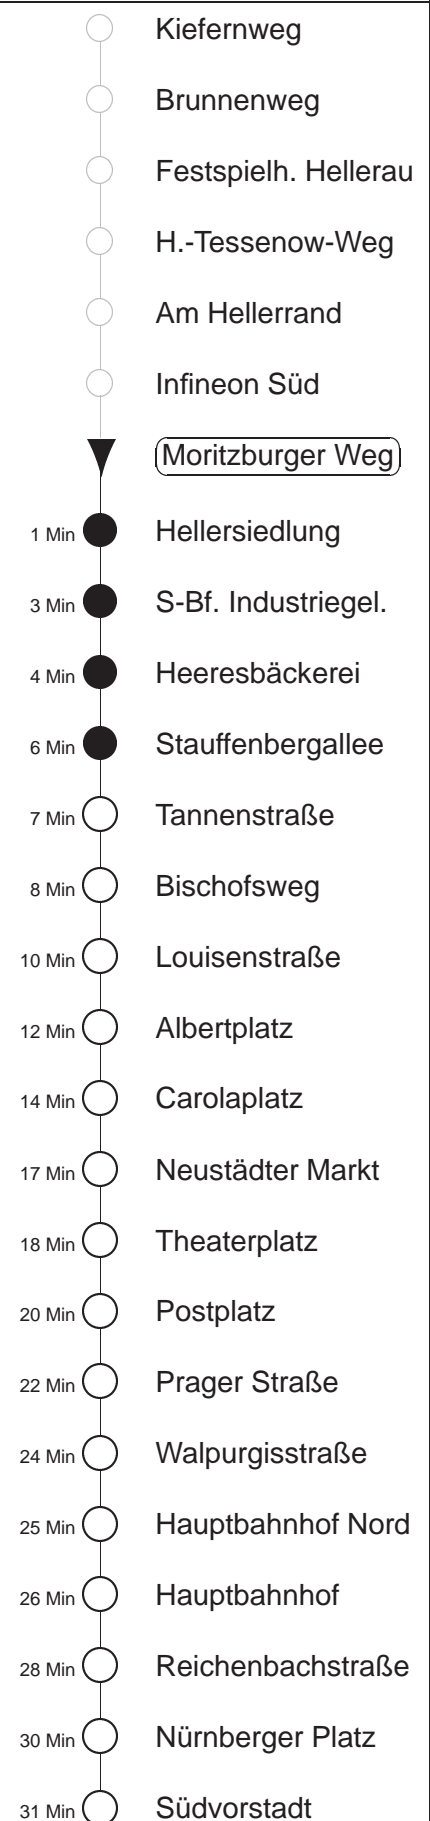 Kiefernweg
Brunnenweg
Festspielh. Hellerau
H.-Tessenow-Weg
Am Hellerrand
Infineon Süd
Moritzburger Weg
1 Min Hellersiedlung
3 Min S-Bf. Industriegel.
4 Min Heeresbäckerei
6 Min Stauffenbergallee
7 Min Tannenstraße
8 Min Bischofsweg
10 Min Louisenstraße
12 Min Albertplatz
14 Min Carolaplatz
17 Min Neustädter Markt
18 Min Theaterplatz
20 Min Postplatz
22 Min Prager Straße
24 Min Walpurgisstraße
25 Min Hauptbahnhof Nord
26 Min Hauptbahnhof
28 Min Reichenbachstraße
30 Min Nürnberger Platz
31 Min Südvorstadt